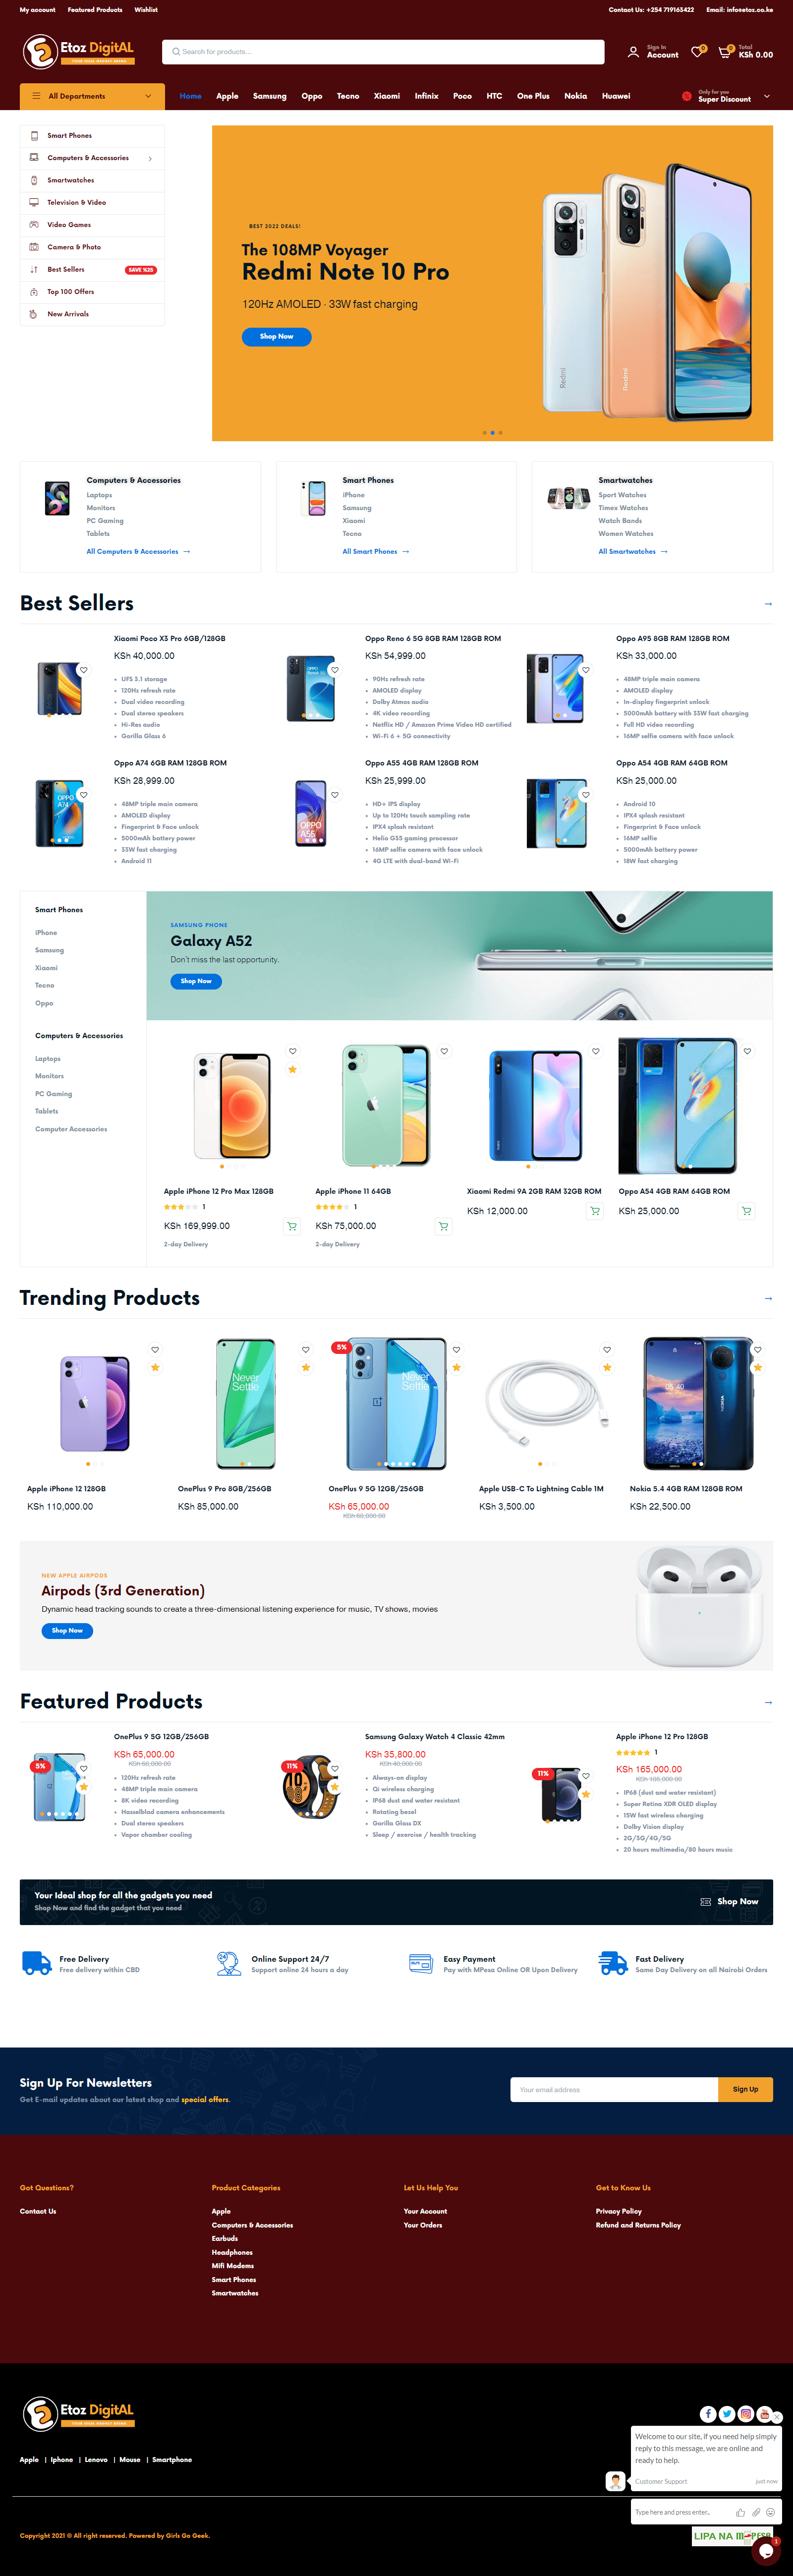 My account
Featured Products
Wishlist
Contact Us: +254 719163422
Email: info@etoz.co.ke
Etoz DigitAL
YOUR IDEAL GADGET BRAND
Search for products...
Sign In
Account
0
0
Total
KSh 0.00
All Departments
Home
Apple
Samsung
Oppo
Tecno
Xiaomi
Infinix
Poco
HTC
One Plus
Nokia
Huawei
Only for you
Super Discount
Smart Phones
Computers & Accessories
Smartwatches
Television & Video
Video Games
Camera & Photo
Best Sellers
SAVE %25
Top 100 Offers
New Arrivals
BEST 2022 DEALS!
The 108MP Voyager
Redmi Note 10 Pro
120Hz AMOLED · 33W fast charging
Shop Now
Redmi
Redmi
Computers & Accessories
Laptops
Monitors
PC Gaming
Tablets
All Computers & Accessories
Smart Phones
iPhone
Samsung
Xiaomi
Tecno
All Smart Phones
Smartwatches
Sport Watches
Timex Watches
Watch Bands
Women Watches
All Smartwatches
Best Sellers
Xiaomi Poco X3 Pro 6GB/128GB
KSh 40,000.00
UFS 3.1 storage
120Hz refresh rate
Dual video recording
Dual stereo speakers
Hi-Res audio
Gorilla Glass 6
Oppo Reno 6 5G 8GB RAM 128GB ROM
KSh 54,999.00
90Hz refresh rate
AMOLED display
Dolby Atmos audio
4K video recording
Netflix HD / Amazon Prime Video HD certified
Wi-Fi 6 + 5G connectivity
Oppo A95 8GB RAM 128GB ROM
KSh 33,000.00
48MP triple main camera
AMOLED display
In-display fingerprint unlock
5000mAh battery with 33W fast charging
Full HD video recording
16MP selfie camera with face unlock
Oppo A74 6GB RAM 128GB ROM
KSh 28,999.00
48MP triple main camera
AMOLED display
Fingerprint & Face unlock
5000mAh battery power
33W fast charging
Android 11
OPPO
A74
Oppo A55 4GB RAM 128GB ROM
KSh 25,999.00
HD+ IPS display
Up to 120Hz touch sampling rate
IPX4 splash resistant
Helio G35 gaming processor
16MP selfie camera with face unlock
4G LTE with dual-band Wi-Fi
OPPO
A55
Oppo A54 4GB RAM 64GB ROM
KSh 25,000.00
Android 10
IPX4 splash resistant
Fingerprint & Face unlock
16MP selfie
5000mAh battery power
18W fast charging
Smart Phones
iPhone
Samsung
Xiaomi
Tecno
Oppo
Computers & Accessories
Laptops
Monitors
PC Gaming
Tablets
Computer Accessories
SAMSUNG PHONE
Galaxy A52
Don't miss the last opportunity.
Shop Now
Apple iPhone 12 Pro Max 128GB
1
KSh 169,999.00
2-day Delivery
Apple iPhone 11 64GB
1
KSh 75,000.00
2-day Delivery
Xiaomi Redmi 9A 2GB RAM 32GB ROM
KSh 12,000.00
Oppo A54 4GB RAM 64GB ROM
KSh 25,000.00
Trending Products
Apple iPhone 12 128GB
KSh 110,000.00
Never
Settle
OnePlus 9 Pro 8GB/256GB
KSh 85,000.00
5%
Never
Settle
OnePlus 9 5G 12GB/256GB
KSh 65,000.00
KSh 68,000.00
Apple USB-C To Lightning Cable 1M
KSh 3,500.00
05:40
NOKIA
Nokia 5.4 4GB RAM 128GB ROM
KSh 22,500.00
NEW APPLE AIRPODS
Airpods (3rd Generation)
Dynamic head tracking sounds to create a three-dimensional listening experience for music, TV shows, movies
Shop Now
Featured Products
5%
OnePlus 9 5G 12GB/256GB
KSh 65,000.00
KSh 68,000.00
120Hz refresh rate
48MP triple main camera
8K video recording
Hasselblad camera enhancements
Dual stereo speakers
Vapor chamber cooling
11%
Samsung Galaxy Watch 4 Classic 42mm
KSh 35,800.00
KSh 40,000.00
Always-on display
Qi wireless charging
IP68 dust and water resistant
Rotating bezel
Gorilla Glass DX
Sleep / exercise / health tracking
11%
Apple iPhone 12 Pro 128GB
1
KSh 165,000.00
KSh 185,000.00
IP68 (dust and water resistant)
Super Retina XDR OLED display
15W fast wireless charging
Dolby Vision display
2G/3G/4G/5G
20 hours multimedia/80 hours music
Your Ideal shop for all the gadgets you need
Shop Now and find the gadget that you need
Shop Now
Free Delivery
Free delivery within CBD
24
Online Support 24/7
Support online 24 hours a day
Easy Payment
Pay with MPesa Online OR Upon Delivery
Fast Delivery
Same Day Delivery on all Nairobi Orders
Sign Up For Newsletters
Get E-mail updates about our latest shop and special offers.
Your email address
Sign Up
Got Questions?
Contact Us
Product Categories
Apple
Computers & Accessories
Earbuds
Headphones
Mifi Modems
Smart Phones
Smartwatches
Let Us Help You
Your Account
Your Orders
Get to Know Us
Privacy Policy
Refund and Returns Policy
Etoz DigitAL
YOUR IDEAL GADGET BRAND
Apple | Iphone | Lenovo | Mouse | Smartphone
Welcome to our site, if you need help simply
reply to this message, we are online and
ready to help.
Customer Support
just now
Type here and press enter..
Copyright 2021 © All right reserved. Powered by Girls Go Geek.
LIPA NA
1